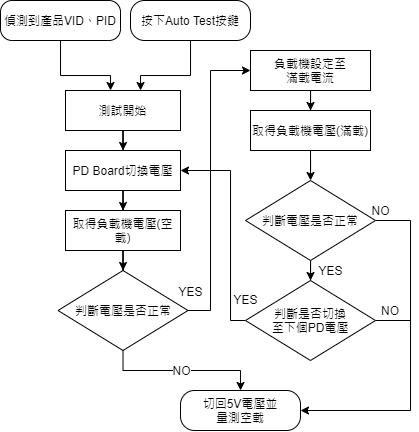 偵測到產品VID、PID
按下Auto Test按鍵
測試開始
PD Board切換電壓
取得負載機電壓(空
載)
判斷電壓是否正常
YES
NO
負載機設定至
滿載電流
取得負載機電壓(滿載)
判斷電壓是否正常
NO
YES
判斷是否切換
至下個PD電壓
YES
NO
切回5V電壓並
量測空載